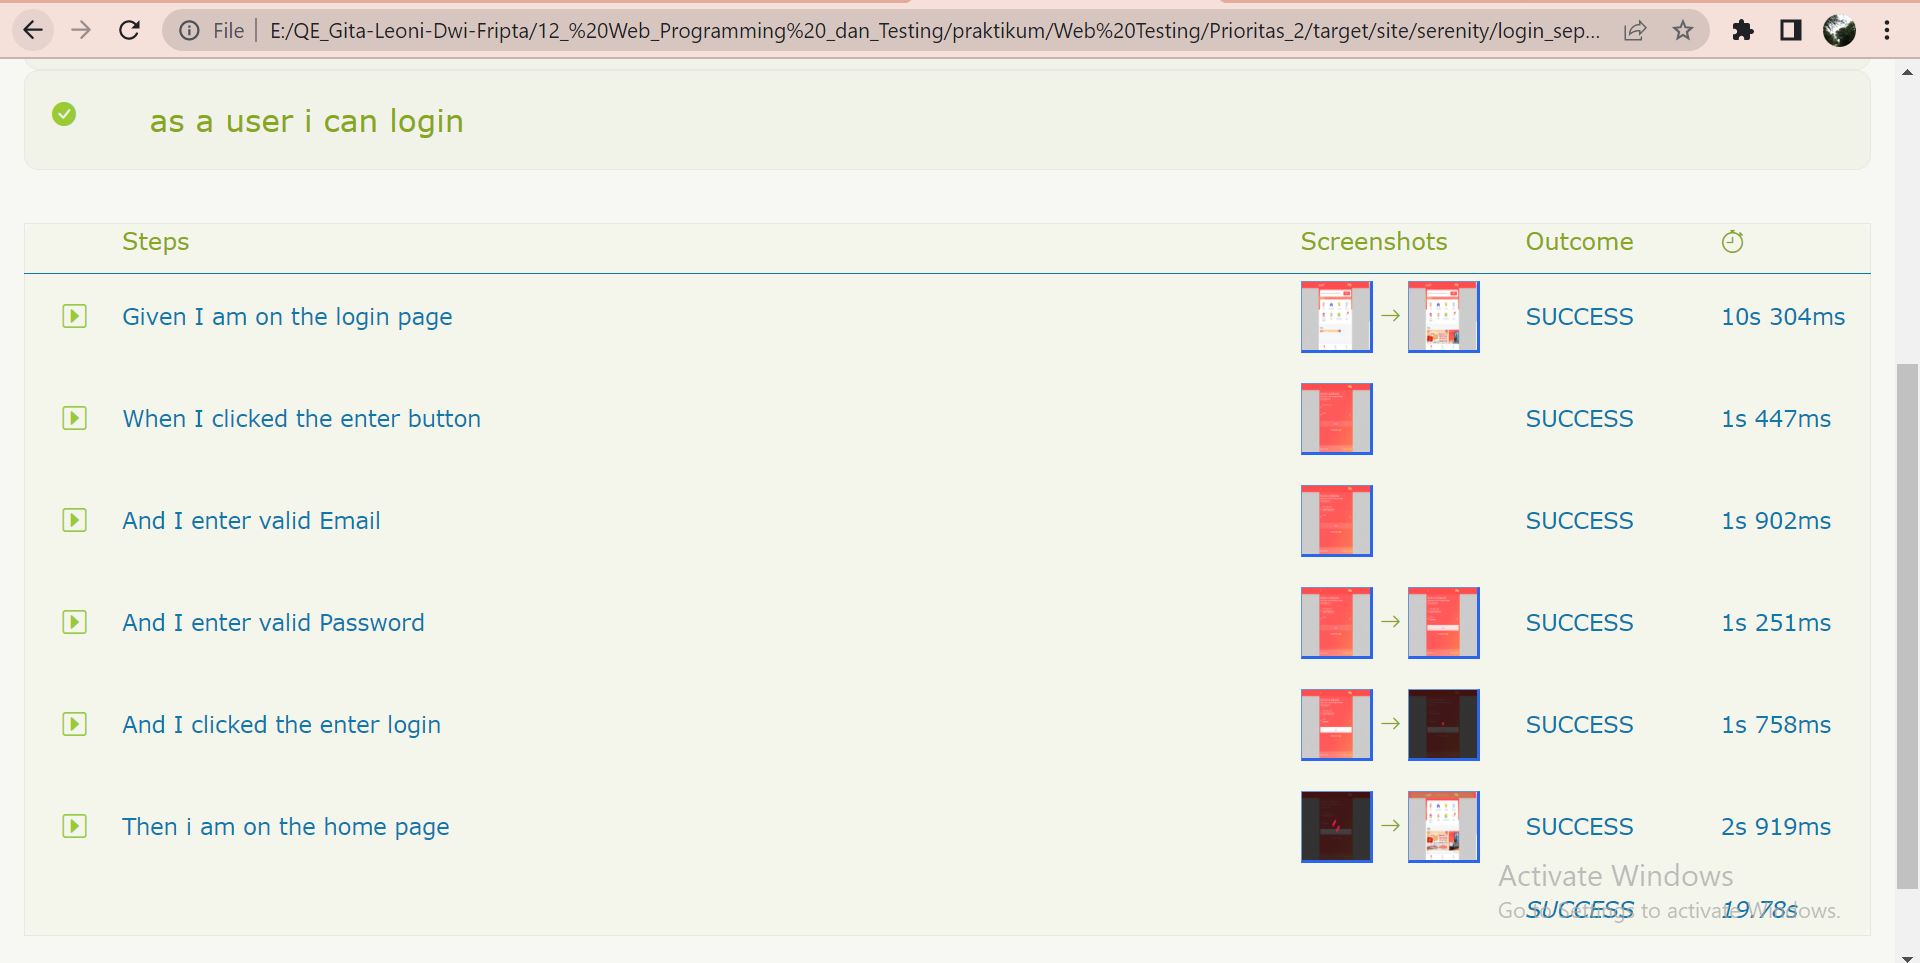 File | E:/QE_Gita-Leoni-Dwi-Fripta/12_%20Web_Programming%20_dan_Testing/praktikum/Web%20Testing/Prioritas_2/target/site/serenity/login_sep...
as a user i can login
Steps Screenshots Outcome
Given I am on the login page SUCCESS 10s 304ms
When I clicked the enter button SUCCESS 1s 447ms
And I enter valid Email SUCCESS 1s 902ms
And I enter valid Password SUCCESS 1s 251ms
And I clicked the enter login SUCCESS 1s 758ms
Then i am on the home page SUCCESS 2s 919ms
Activate Windows
Go to Settings to activate Windows.
SUCCESS 19.78s